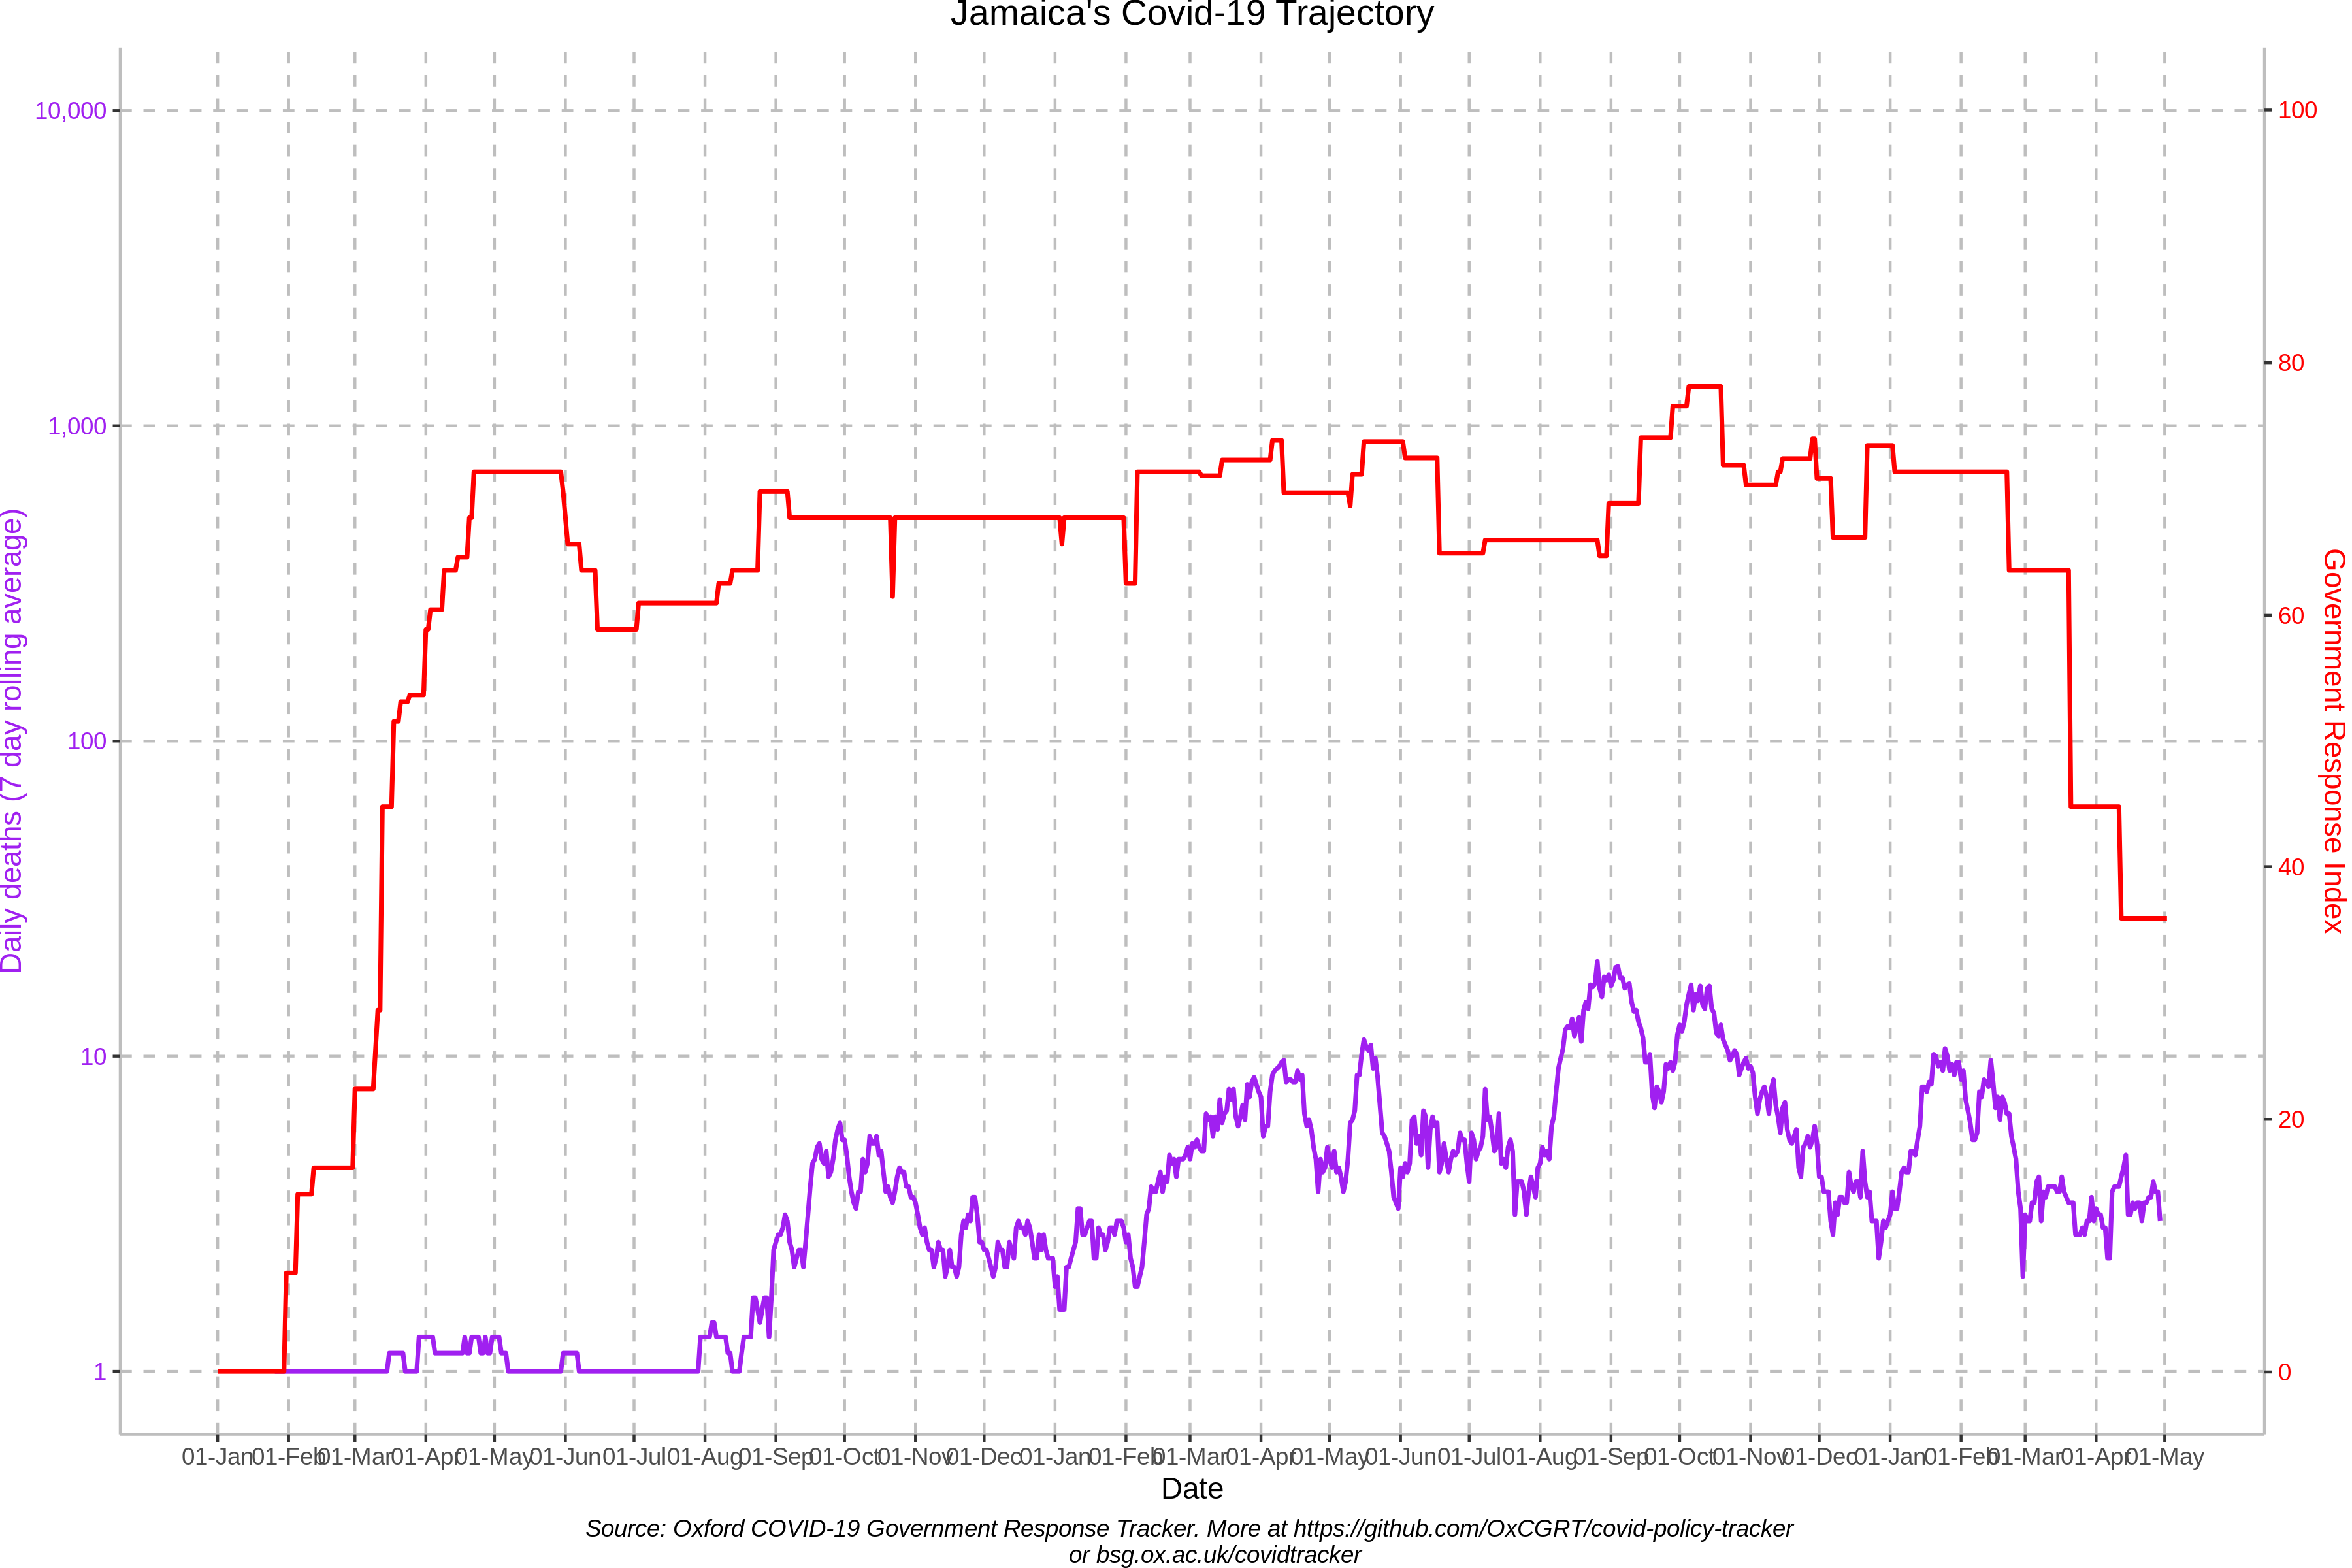 Jamaica's Covid-19 Trajectory
10,000
1,000
100
10
1
Daily deaths (7 day rolling average)
100
80
60
40
20
0
Government Response Index
01-Jan 01-Feb 01-Mar 01-Apr 01-May 01-Jun 01-Jul 01-Aug 01-Sep 01-Oct 01-Nov 01-Dec 01-Jan 01-Feb 01-Mar 01-Apr 01-May 01-Jun 01-Jul 01-Aug 01-Sep 01-Oct 01-Nov 01-Dec 01-Jan 01-Feb 01-Mar 01-Apr 01-May
Date
Source: Oxford COVID-19 Government Response Tracker. More at https://github.com/OxCGRT/covid-policy-tracker
or bsg.ox.ac.uk/covidtracker